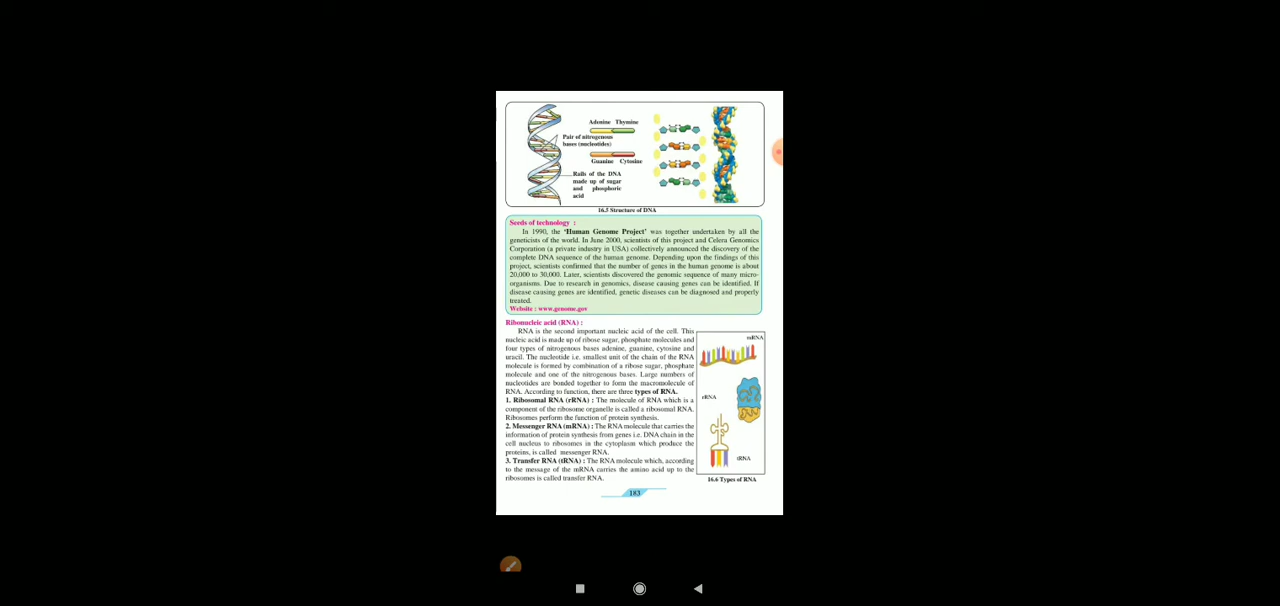 Adenine Thymine
Pair of nitrogenous
bases (nucleotides)
Guanine Cytosine
Rails of the DNA
made up of sugar
and phosphoric
acid
16.5 Structure of DNA
Seeds of technology :
In 1990, the ‘Human Genome Project’ was together undertaken by all the
geneticists of the world. In June 2000, scientists of this project and Celera Genomics
Corporation (a private industry in USA) collectively announced the discovery of the
complete DNA sequence of the human genome. Depending upon the findings of this
project, scientists confirmed that the number of genes in the human genome is about
20,000 to 30,000. Later, scientists discovered the genomic sequence of many micro-
organisms. Due to research in genomics, disease causing genes can be identified. If
disease causing genes are identified, genetic diseases can be diagnosed and properly
treated.
Website : www.genome.gov
Ribonucleic acid (RNA) :
RNA is the second important nucleic acid of the cell. This
nucleic acid is made up of ribose sugar, phosphate molecules and
four types of nitrogenous bases adenine, guanine, cytosine and
uracil. The nucleotide i.e. smallest unit of the chain of the RNA
molecule is formed by combination of a ribose sugar, phosphate
molecule and one of the nitrogenous bases. Large numbers of
nucleotides are bonded together to form the macromolecule of
RNA. According to function, there are three types of RNA.
1. Ribosomal RNA (rRNA) : The molecule of RNA which is a
component of the ribosome organelle is called a ribosomal RNA.
Ribosomes perform the function of protein synthesis.
2. Messenger RNA (mRNA) : The RNA molecule that carries the
information of protein synthesis from genes i.e. DNA chain in the
cell nucleus to ribosomes in the cytoplasm which produce the
proteins, is called messenger RNA.
3. Transfer RNA (tRNA) : The RNA molecule which, according
to the message of the mRNA carries the amino acid up to the
ribosomes is called transfer RNA.
mRNA
rRNA
tRNA
16.6 Types of RNA
183